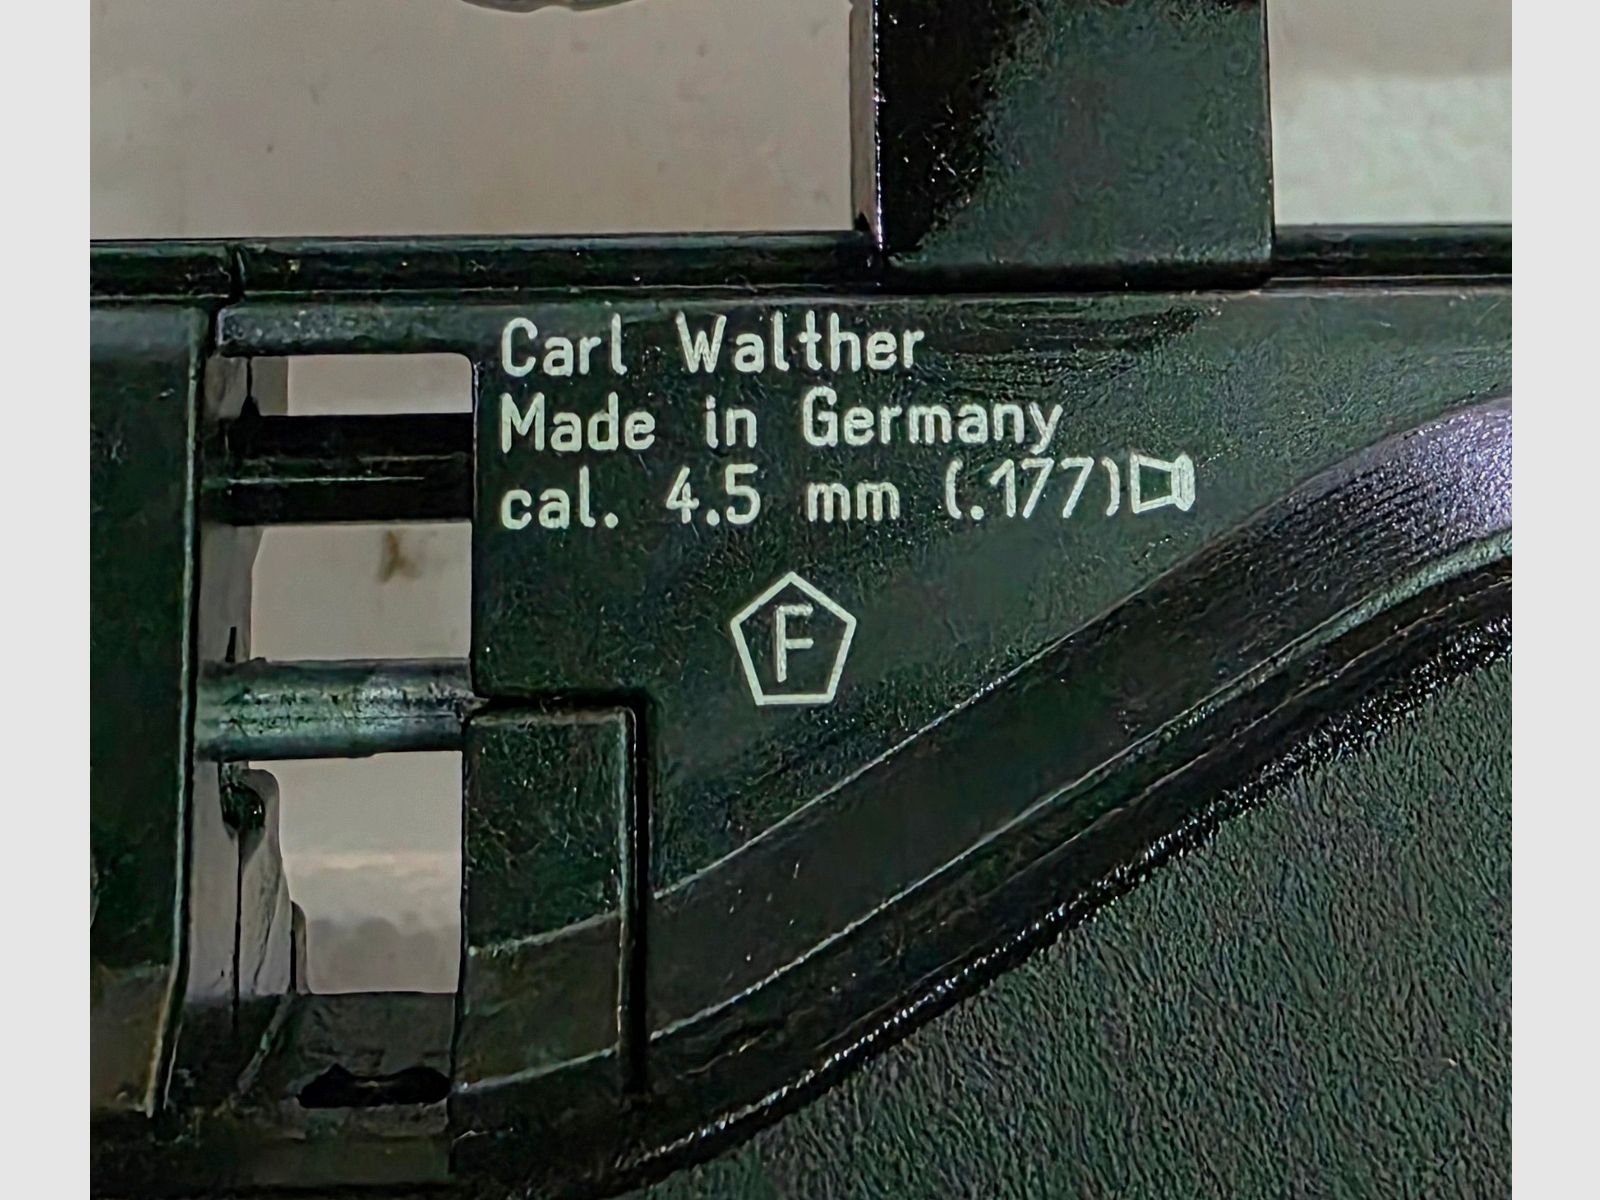 Carl Walther
Made in Germany
cal. 4.5 mm (.177)
F